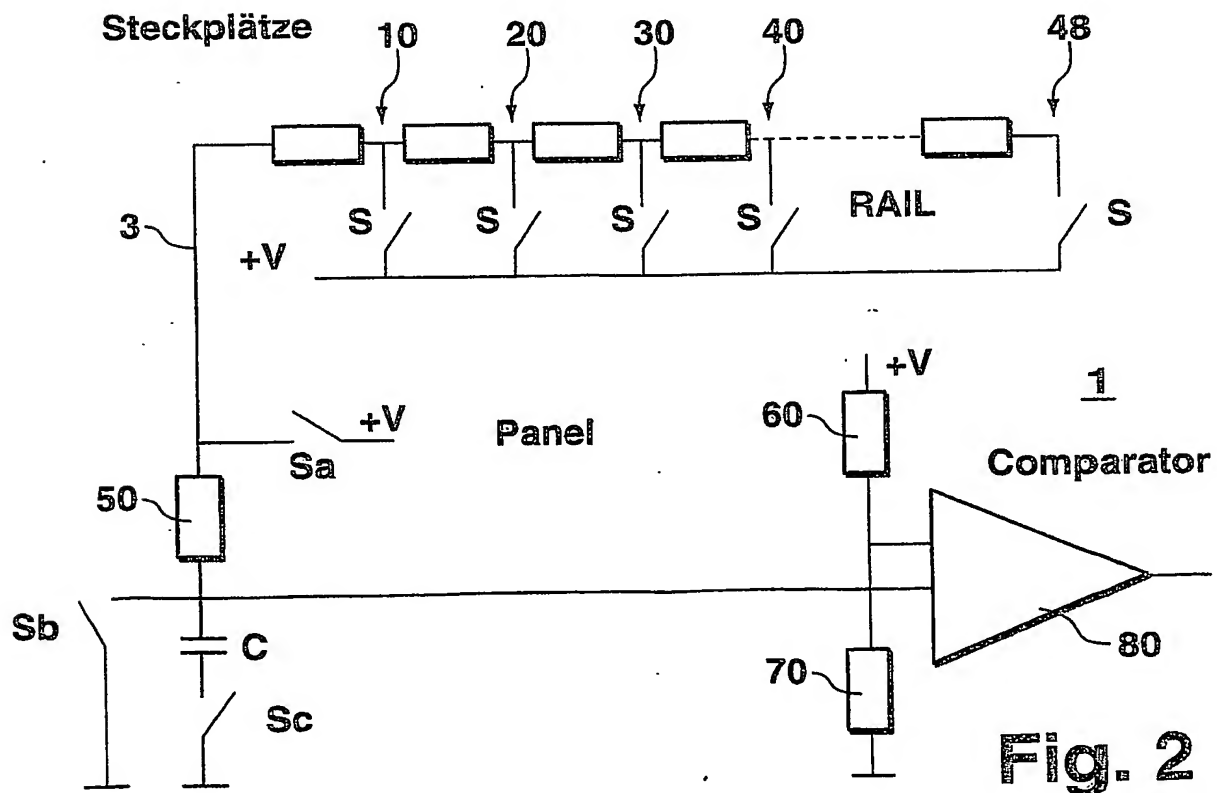 Steckplätze
10 20 30 40 48
S S S S RAIL S
3
+V
+V
60 1
Sa +V Panel
Comparator
50
Sb C
80
70
Sc
Fig. 2